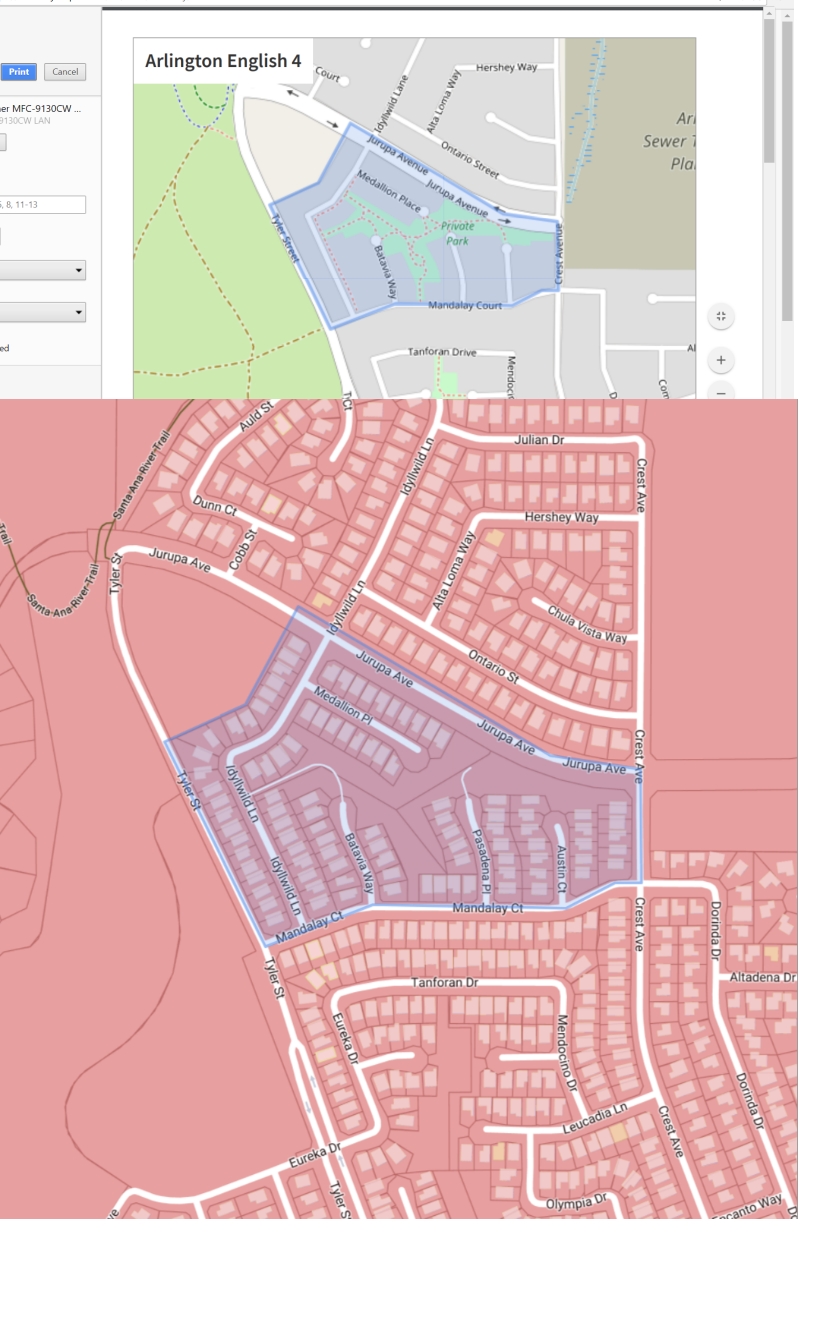 Print
Cancel
er MFC-9130CW ...
9130CW LAN
, 8, 11-13
ed
Arlington English 4
Court
Idyllwild Lane
Alta Loma Way
Hershey Way
Ontario Street
Ar
Sewer T
Pla
Jurupa Avenue
Jurupa Avenue
Medallion Place
Private
Park
Tyler Street
Batavia Way
Crest Avenue
Mandalay Court
Tanforan Drive
Mendoci
Al
Com
D
+
−
Auld St
Santa Ana River Trail
Dunn Ct
Cobb St
Idyllwild Ln
Julian Dr
Crest Ave
Hershey Way
Alta Loma Way
Trail
Santa Ana River Trail
Tyler St
Jurupa Ave
Idyllwild Ln
Chula Vista Way
Ontario St
Jurupa Ave
Medallion Pl
Jurupa Ave
Jurupa Ave
Crest Ave
Tyler St
Idyllwild Ln
Idyllwild Ln
Batavia Way
Pasadena Pl
Austin Ct
Mandalay Ct
Mandalay Ct
Crest Ave
Dorinda Dr
Tyler St
Tanforan Dr
Altadena Dr
Eureka Dr
Mendocino Dr
Dorinda Dr
Leucadia Ln
Crest Ave
Eureka Dr
Tyler S
Olympia Dr
canto Way